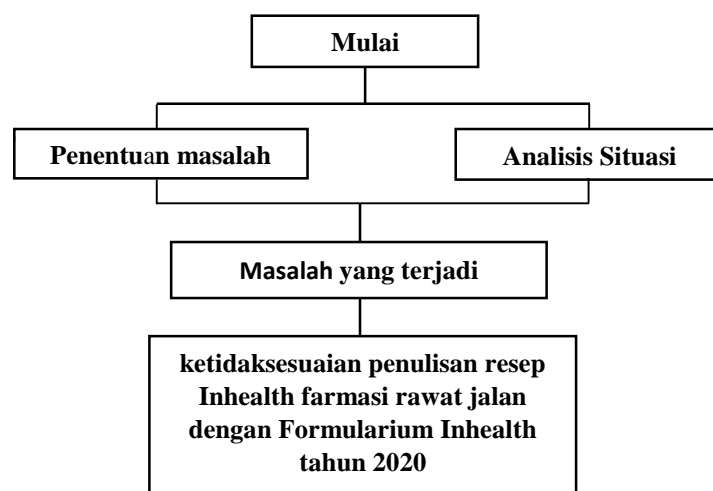 Mulai
Penentuan masalah
Analisis Situasi
Masalah yang terjadi
ketidaksesuaian penulisan resep
Inhealth farmasi rawat jalan
dengan Formularium Inhealth
tahun 2020